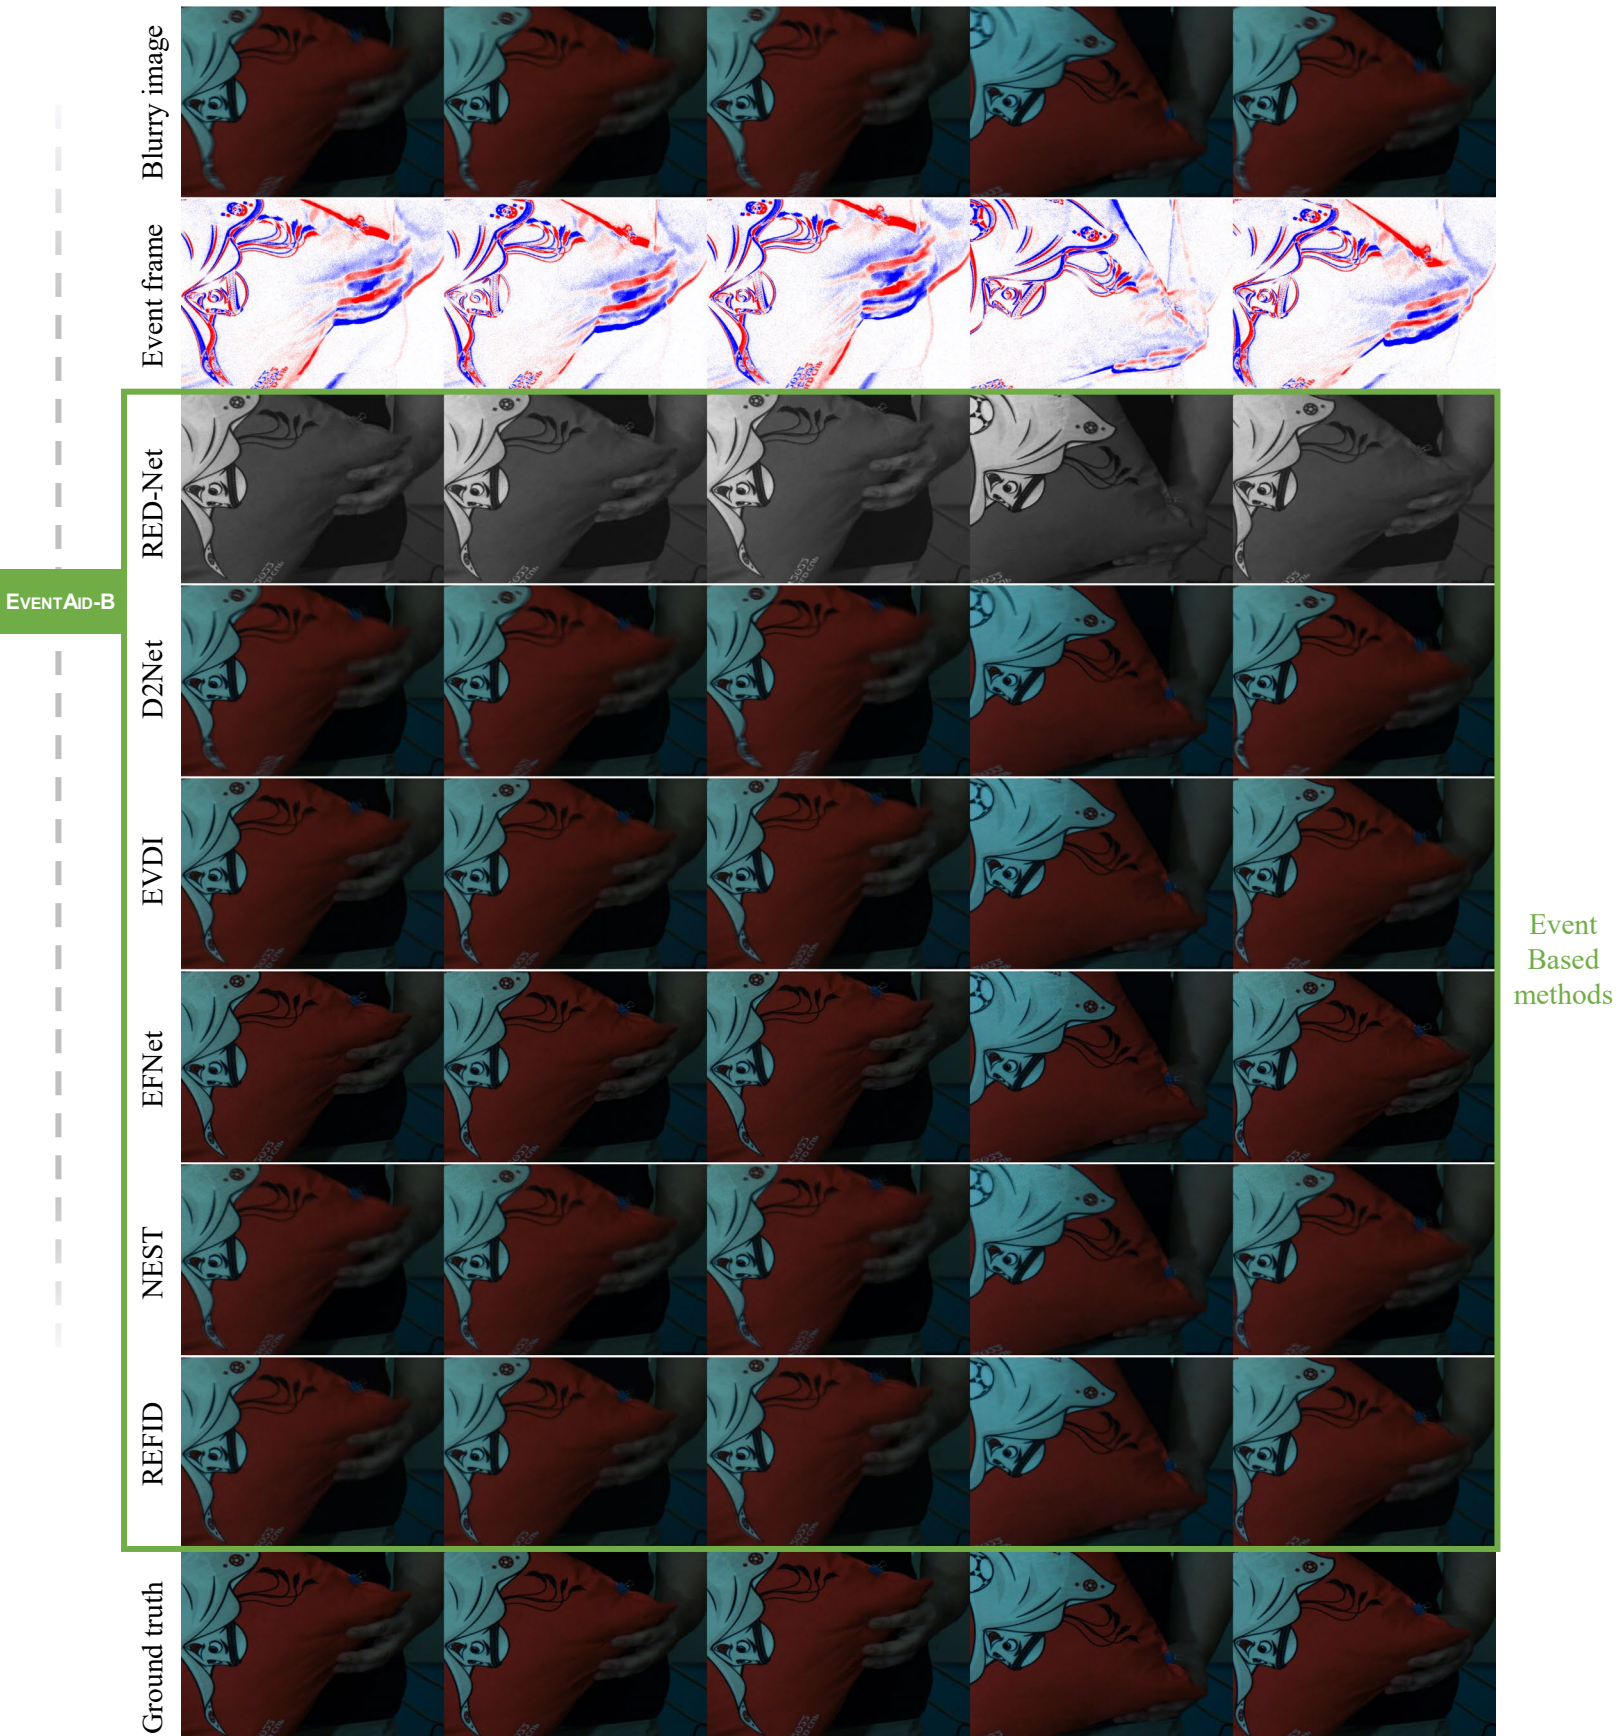 Blurry image
Event frame
RED-Net
EVENTAID-B
D2Net
EVDI
Event
Based
methods
EFNet
NEST
REFID
Ground truth